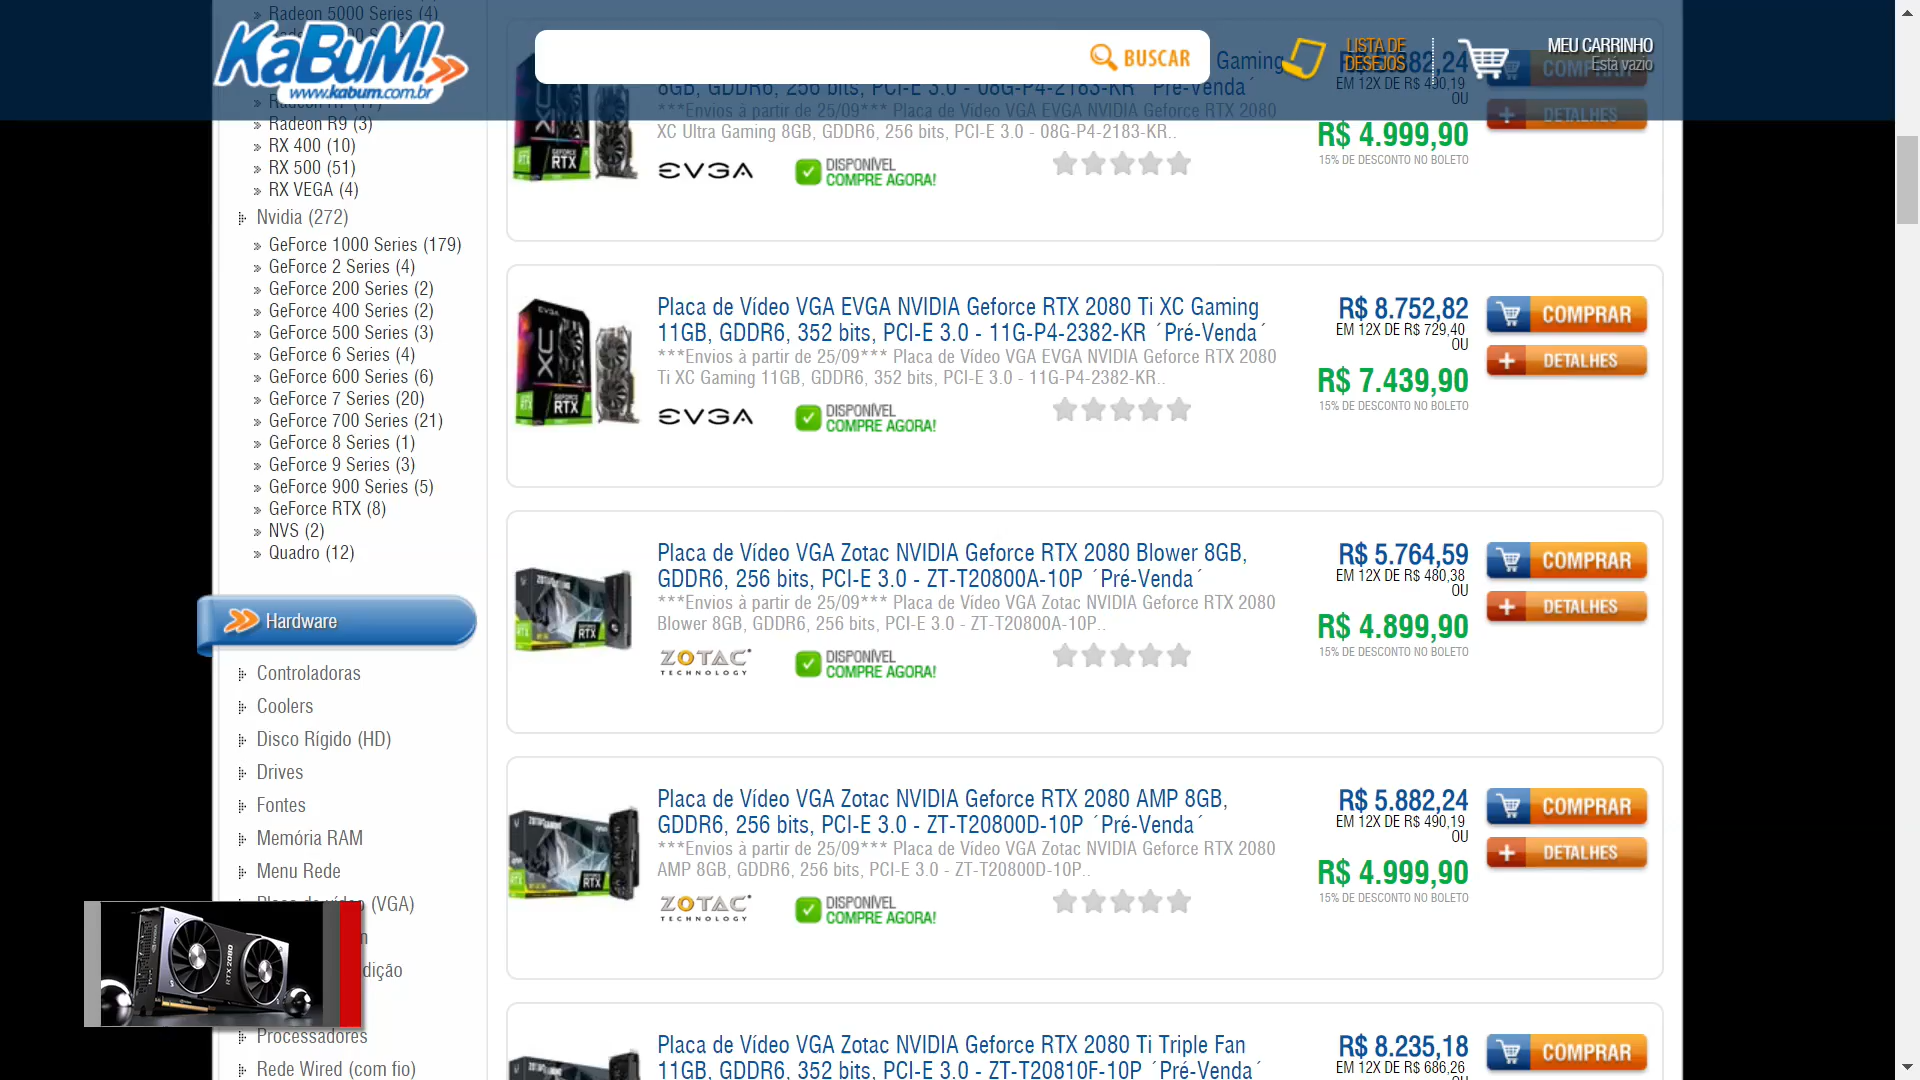 Radeon 5000 Series (4)
KaBuM!
www.kabum.com.br
BUSCAR
LISTA DE
DESEJOS
MEU CARRINHO
Está vazio
Radeon R9 (3)
RX 400 (10)
RX 500 (51)
RX VEGA (4)
Nvidia (272)
GeForce 1000 Series (179)
GeForce 2 Series (4)
GeForce 200 Series (2)
GeForce 400 Series (2)
GeForce 500 Series (3)
GeForce 6 Series (4)
GeForce 600 Series (6)
GeForce 7 Series (20)
GeForce 700 Series (21)
GeForce 8 Series (1)
GeForce 9 Series (3)
GeForce 900 Series (5)
GeForce RTX (8)
NVS (2)
Quadro (12)
Hardware
Controladoras
Coolers
Disco Rígido (HD)
Drives
Fontes
Memória RAM
Menu Rede
(VGA)
dição
Processadores
Rede Wired (com fio)
RTX 2080
Gaming
8GB, GDDR6, 256 bits, PCI-E 3.0 - 08G-P4-2183-KR ´Pré-Venda´
***Envios à partir de 25/09*** Placa de Vídeo VGA EVGA NVIDIA Geforce RTX 2080
XC Ultra Gaming 8GB, GDDR6, 256 bits, PCI-E 3.0 - 08G-P4-2183-KR..
EVGA
DISPONÍVEL
COMPRE AGORA!
COMPRAR
EM 12X DE R$ 490,19
OU
R$ 4.999,90
15% DE DESCONTO NO BOLETO
DETALHES
Placa de Vídeo VGA EVGA NVIDIA Geforce RTX 2080 Ti XC Gaming
11GB, GDDR6, 352 bits, PCI-E 3.0 - 11G-P4-2382-KR ´Pré-Venda´
***Envios à partir de 25/09*** Placa de Vídeo VGA EVGA NVIDIA Geforce RTX 2080
Ti XC Gaming 11GB, GDDR6, 352 bits, PCI-E 3.0 - 11G-P4-2382-KR..
EVGA
DISPONÍVEL
COMPRE AGORA!
R$ 8.752,82
EM 12X DE R$ 729,40
OU
R$ 7.439,90
15% DE DESCONTO NO BOLETO
COMPRAR
DETALHES
Placa de Vídeo VGA Zotac NVIDIA Geforce RTX 2080 Blower 8GB,
GDDR6, 256 bits, PCI-E 3.0 - ZT-T20800A-10P ´Pré-Venda´
***Envios à partir de 25/09*** Placa de Vídeo VGA Zotac NVIDIA Geforce RTX 2080
Blower 8GB, GDDR6, 256 bits, PCI-E 3.0 - ZT-T20800A-10P..
ZOTAC
TECHNOLOGY
DISPONÍVEL
COMPRE AGORA!
R$ 5.764,59
EM 12X DE R$ 480,38
OU
R$ 4.899,90
15% DE DESCONTO NO BOLETO
COMPRAR
DETALHES
Placa de Vídeo VGA Zotac NVIDIA Geforce RTX 2080 AMP 8GB,
GDDR6, 256 bits, PCI-E 3.0 - ZT-T20800D-10P ´Pré-Venda´
***Envios à partir de 25/09*** Placa de Vídeo VGA Zotac NVIDIA Geforce RTX 2080
AMP 8GB, GDDR6, 256 bits, PCI-E 3.0 - ZT-T20800D-10P..
ZOTAC
TECHNOLOGY
DISPONÍVEL
COMPRE AGORA!
R$ 5.882,24
EM 12X DE R$ 490,19
OU
R$ 4.999,90
15% DE DESCONTO NO BOLETO
COMPRAR
DETALHES
Placa de Vídeo VGA Zotac NVIDIA Geforce RTX 2080 Ti Triple Fan
11GB, GDDR6, 352 bits, PCI-E 3.0 - ZT-T20810F-10P ´Pré-Venda´
R$ 8.235,18
EM 12X DE R$ 686,26
COMPRAR